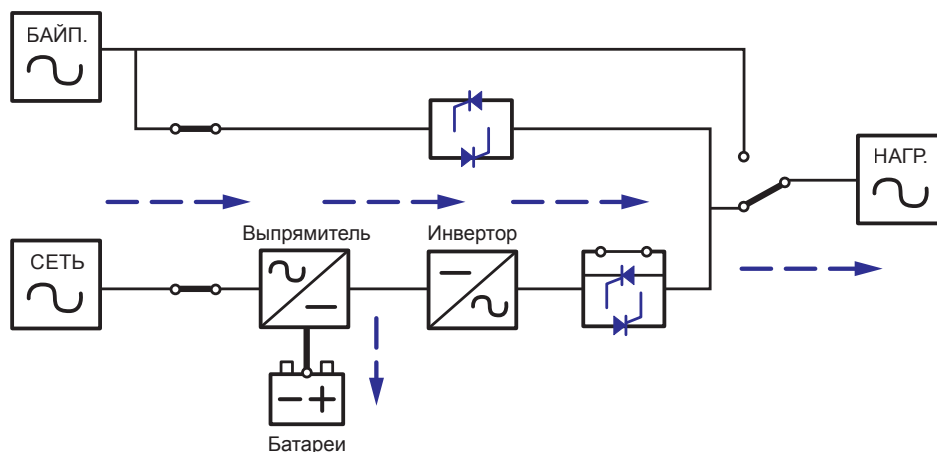 БАЙП.
НАГР.
Выпрямитель
Инвертор
СЕТЬ
Батареи